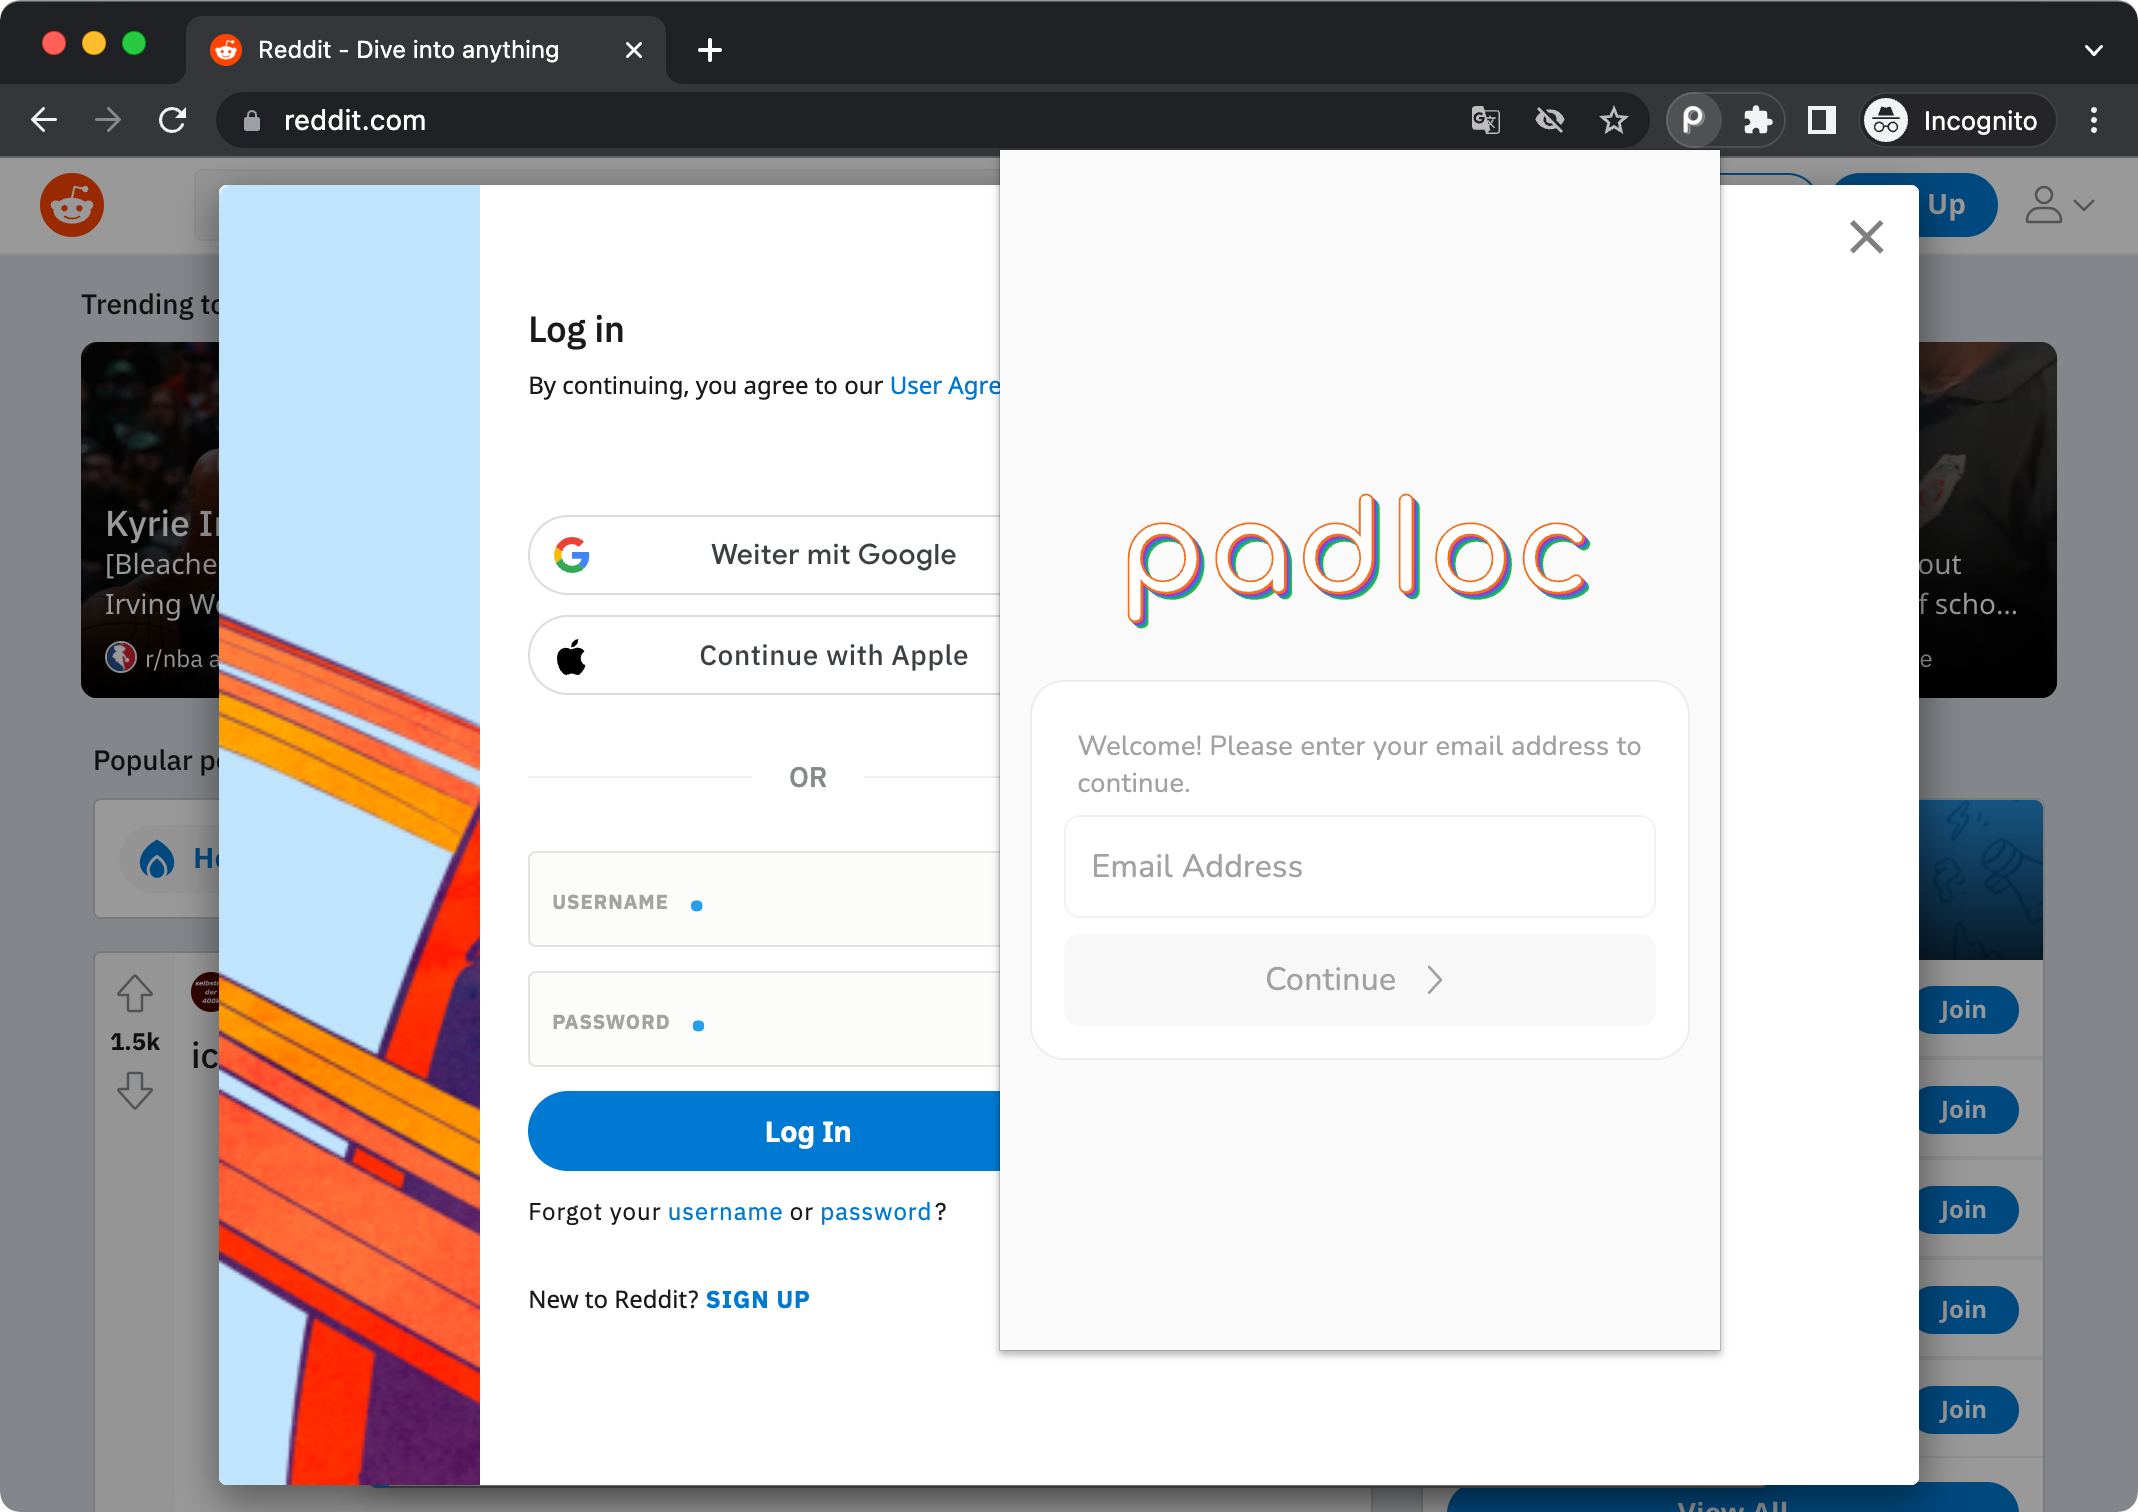 Reddit - Dive into anything
reddit.com
Incognito
Up
Trending to
Kyrie I
[Bleache
Irving W
r/nba a
out
f scho...
e
Popular p
H
1.5k
ic
Log in
By continuing, you agree to our User Agre
Weiter mit Google
Continue with Apple
OR
USERNAME
PASSWORD
Log In
Forgot your username or password?
New to Reddit? SIGN UP
padloc
Welcome! Please enter your email address to
continue.
Email Address
Continue
Join
Join
Join
Join
Join
View All